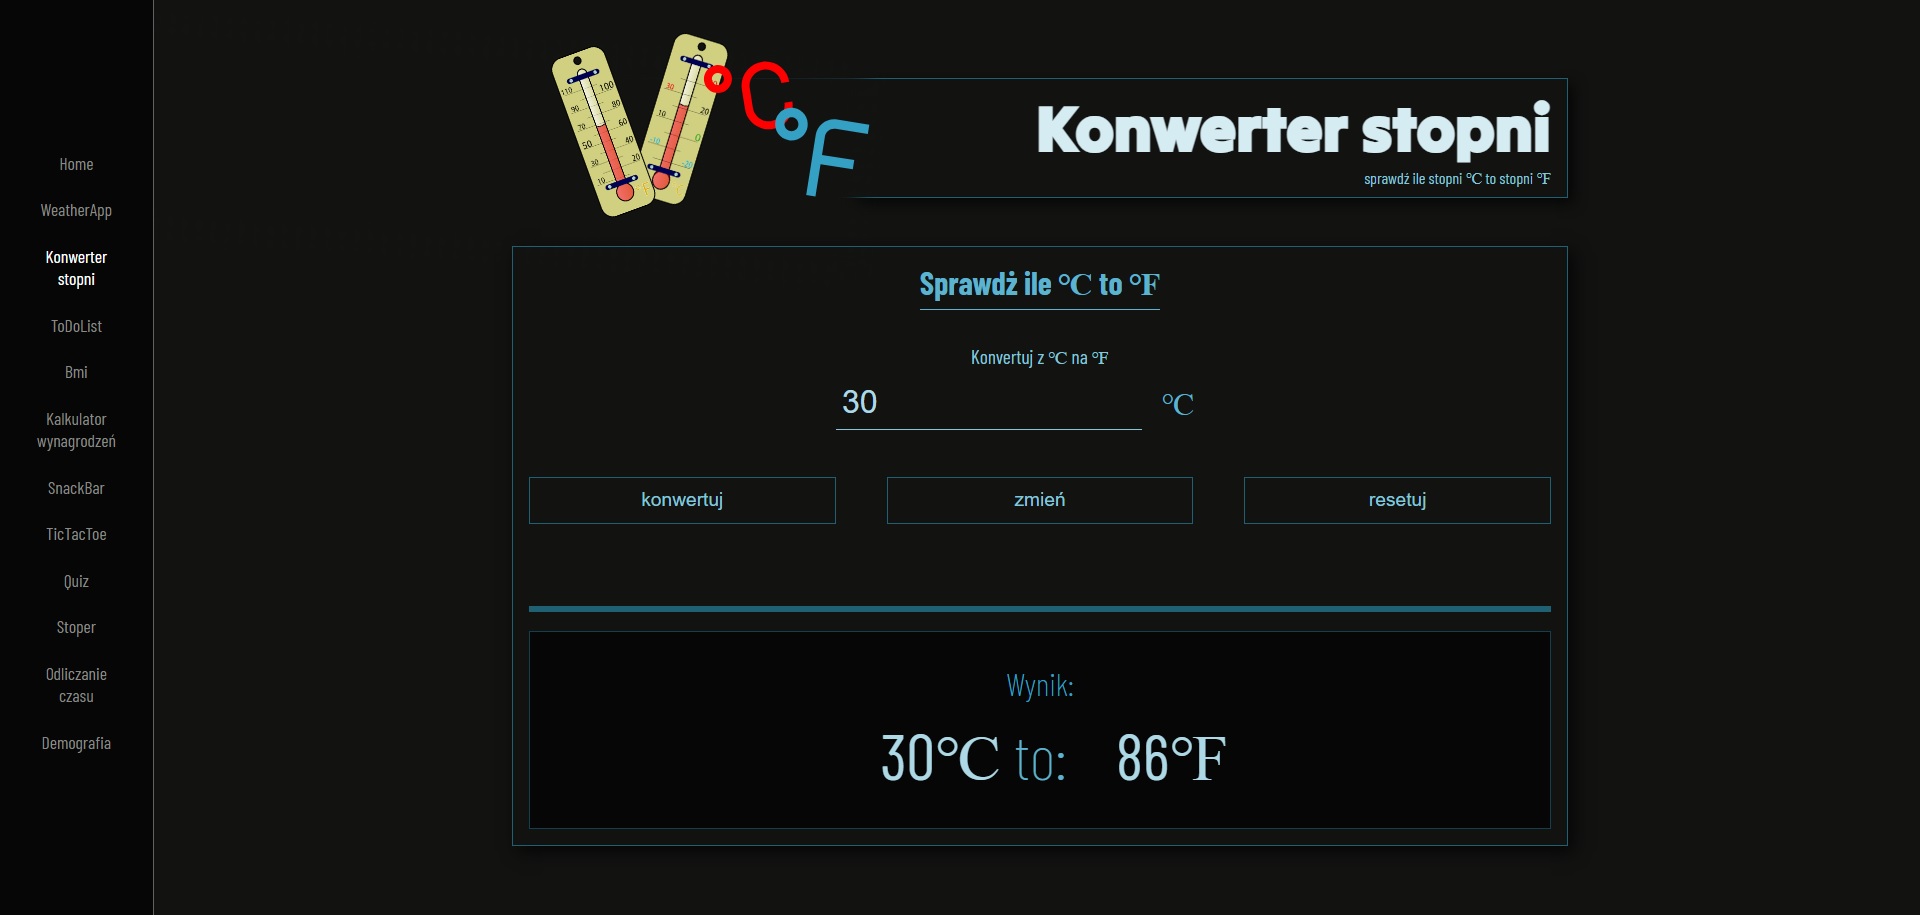 Home
WeatherApp
Konwerter
stopni
ToDoList
Bmi
Kalkulator
wynagrodzeń
SnackBar
TicTacToe
Quiz
Stoper
Odliczanie
czasu
Demografia
°C
°F
Konwerter stopni
sprawdź ile stopni °C to stopni °F
Sprawdż ile °C to °F
Konvertuj z °C na °F
30 °C
konwertuj zmień resetuj
Wynik:
30°C to: 86°F